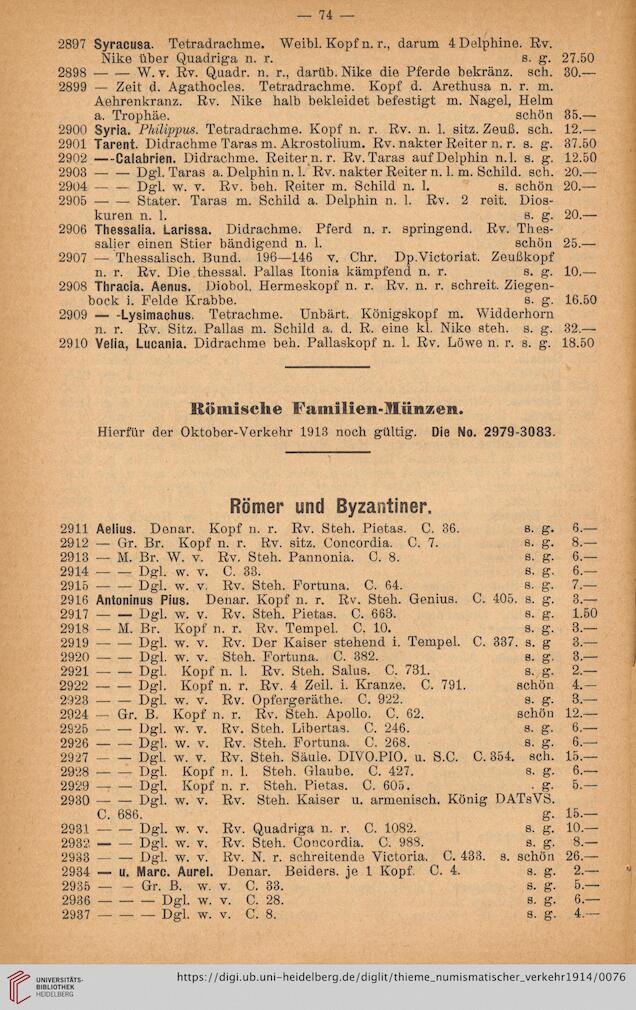 — 74 —
2897 Syracusa. Tetradrachme. Weibl. Kopf n. r., darum 4 Delphine. Rv.
Nike über Quadriga n. r. s. g. 27.50
2898 — — W. v. Rv. Quadr. n. r., darüb. Nike die Pferde bekränz. sch. 30.—
2899 — Zeit d. Agathocles. Tetradrachme. Kopf d. Arethusa n. r. m.
Aehrenkranz. Rv. Nike halb bekleidet befestigt m. Nagel, Helm
a. Trophäe. schön 35.—
2900 Syria. Philippus. Tetradrachme. Kopf n. r. Rv. n. l. sitz. Zeuß. sch. 12.—
2901 Tarent. Didrachme Taras m. Akrostolium. Rv. nakter Reiter n. r. s. g. 37.50
2902 —-Calabrien. Didrachme. Reiter n. r. Rv. Taras auf Delphin n.l. s. g. 12.50
2903 — — Dgl. Taras a. Delphin n. l. Rv. nakter Reiter n. l. m. Schild. sch. 20.—
2904 — — Dgl. w. v. Rv. beh. Reiter m. Schild n. l. s. schön 20.—
2905 — — Stater. Taras m. Schild a. Delphin n. l. Rv. 2 reit. Dios-
kuren n. l. s. g. 20.—
2906 Thessalia. Larissa. Didrachme. Pferd n. r. springend. Rv. Thes-
salier einen Stier bändigend n. l. schön 25.—
2907 — Thessalisch. Bund. 196—146 v. Chr. Dp.Victoriat. Zeußkopf
n. r. Rv. Die thessal. Pallas Itonia kämpfend n. r. s. g. 10.—
2908 Thracia. Aenus. Diobol. Hermeskopf n. r. Rv. n. r. schreit. Ziegen-
bock i. Felde Krabbe. s. g. 16.50
2909 — -Lysimachus. Tetrachme. Unbärt. Königskopf m. Widderhorn
n. r. Rv. Sitz. Pallas m. Schild a. d. R. eine kl. Nike steh. s. g. 32.—
2910 Velia, Lucania. Didrachme beh. Pallaskopf n. l. Rv. Löwe n. r. s. g. 18.50
Römische Familien-Münzen.
Hierfür der Oktober-Verkehr 1913 noch gültig. Die No. 2979-3083.
Römer und Byzantiner.
2911 Aelius. Denar. Kopf n. r. Rv. Steh. Pietas. C. 36. s. g. 6.—
2912 — Gr. Br. Kopf n. r. Rv. sitz. Concordia. C. 7. s. g. 8.—
2913 — M. Br. W. v. Rv. Steh. Pannonia. C. 8. s. g. 6.—
2914 — — Dgl. w. v. C. 33. s. g. 6.—
2915 — — Dgl. w. v. Rv. Steh. Fortuna. C. 64. s. g. 7.—
2916 Antoninus Pius. Denar. Kopf n. r. Rv. Steh. Genius. C. 405. s. g. 3.—
2917 — — Dgl. w. v. Rv. Steh. Pietas. C. 663. s. g. 1.50
2918 — M. Br. Kopf n. r. Rv. Tempel. C. 10. s. g. 3.—
2919 — — Dgl. w. v. Rv. Der Kaiser stehend i. Tempel. C. 337. s. g 3.—
2920 — — Dgl. w. v. Steh. Fortuna. C. 382. s. g. 3.—
2921 — — Dgl. Kopf n. l. Rv. Steh. Salus. C. 731. s. g. 2.—
2922 — — Dgl. Kopf n. r. Rv. 4 Zeil. i. Kranze. C. 791. schön 4.—
2923 — — Dgl. w. v. Rv. Opfergeräthe. C. 922. s. g. 3.—
2924 — Gr. B. Kopf n. r. Rv. Steh. Apollo. C. 62. schön 12.—
2925 — — Dgl. w. v. Rv. Steh. Libertas. C. 246. s. g. 6.—
2926 — — Dgl. w. v. Rv. Steh. Fortuna. C. 268. s. g. 6.—
2927 — — Dgl. w. v. Rv. Steh. Säule. DIVO.PIO. u. S.C. C. 354. sch. 15.—
2928 — — Dgl. Kopf n. l. Steh. Glaube. C. 427. s. g. 6.—
2929 — — Dgl. Kopf n. r. Steh. Pietas. C. 605. . g. 5.—
2930 — — Dgl. w. v. Rv. Steh. Kaiser u. armenisch. König DATsVS.
C. 686. g. 15.—
2931 — — Dgl. w. v. Rv. Quadriga n. r. C. 1082. s. g. 10.—
2932 — — Dgl. w. v. Rv. Steh. Concordia. C. 988. s. g. 8.—
2933 — — Dgl. w. v. Rv. N. r. schreitende Victoria. C. 433. s. schön 26.—
2934 — u. Marc. Aurel. Denar. Beiders. je 1 Kopf. C. 4. s. g. 2.—
2935 — — Gr. B. w. v. C. 33. s. g. 5.—
2936 — — — Dgl. w. v. C. 28. s. g. 6.—
2937 — — — Dgl. w. v. C. 8. s. g. 4.—
UNIVERSITÄTS-
BIBLIOTHEK
HEIDELBERG
https://digi.ub.uni-heidelberg.de/diglit/thieme_numismatischer_verkehr1914/0076